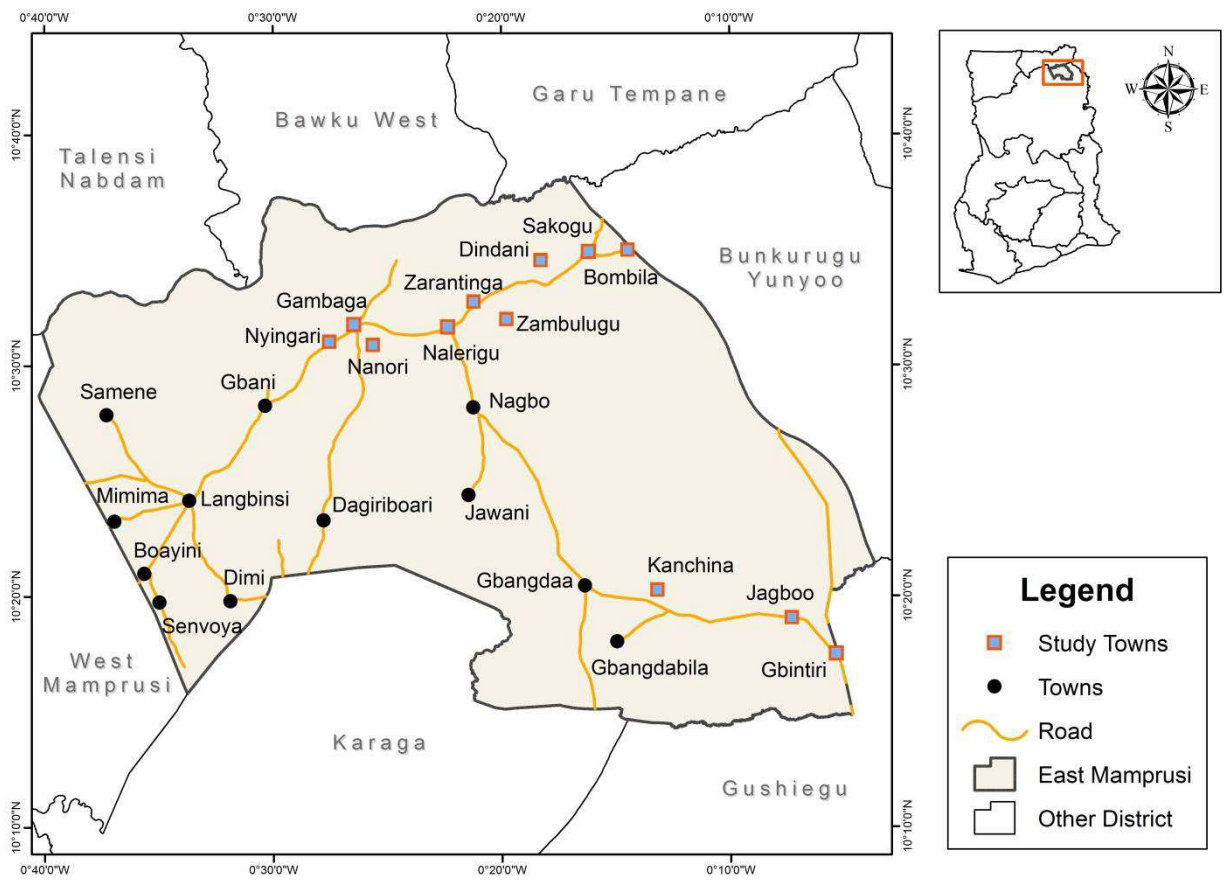 0°40'0"W
0°30'0"W
0°20'0"W
0°10'0"W
10°40'0"N
10°30'0"N
10°20'0"N
10°10'0"N
10°40'0"N
10°30'0"N
10°20'0"N
10°10'0"N
Garu Tempane
Bawku West
Talensi
Nabdam
Bunkurugu
Yunyoo
Sakogu
Dindani
Bombila
Zarantinga
Gambaga
Zambulugu
Nyingari
Nanori
Nalerigu
Gbani
Samene
Nagbo
Mimima
Langbinsi
Dagiriboari
Jawani
Boayini
Dimi
Gbangdaa
Kanchina
Jagboo
Senvoya
Gbangdabila
Gbintiri
West
Mamprusi
Karaga
Gushiegu
0°40'0"W
0°30'0"W
0°20'0"W
0°10'0"W
N
W
E
S
Legend
Study Towns
Towns
Road
East Mamprusi
Other District